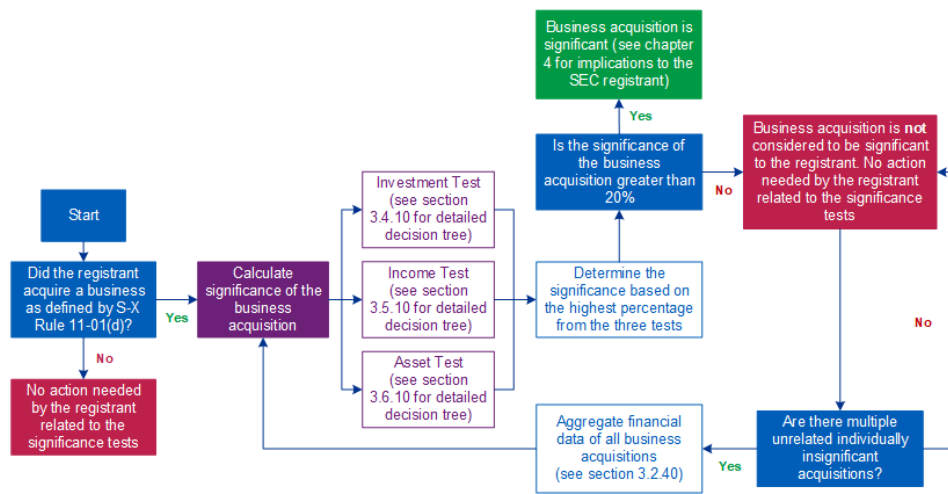 Business acquisition
is significant (see chapter
4 for implications to the
SEC registrant)
Yes
Is the significance of
the business
acquisition greater than
20%
No
Business acquisition is not
considered to be significant
to the registrant. No action
needed by the registrant
related to the significance
tests
Start
Did the registrant
acquire a business
as defined by S-X
Rule 11-01(d)?
Yes
No
No action needed
by the registrant
related to the
significance tests
Calculate
significance of the
business
acquisition
Investment Test
(see section
3.4.10 for detailed
decision tree)
Income Test
(see section
3.5.10 for detailed
decision tree)
Asset Test
(see section
3.6.10 for detailed
decision tree)
Determine the
significance based on
the highest percentage
from the three tests
No
Are there multiple
unrelated individually
insignificant
acquisitions?
Yes
Aggregate financial
data of all business
acquisitions
(see section 3.2.40)